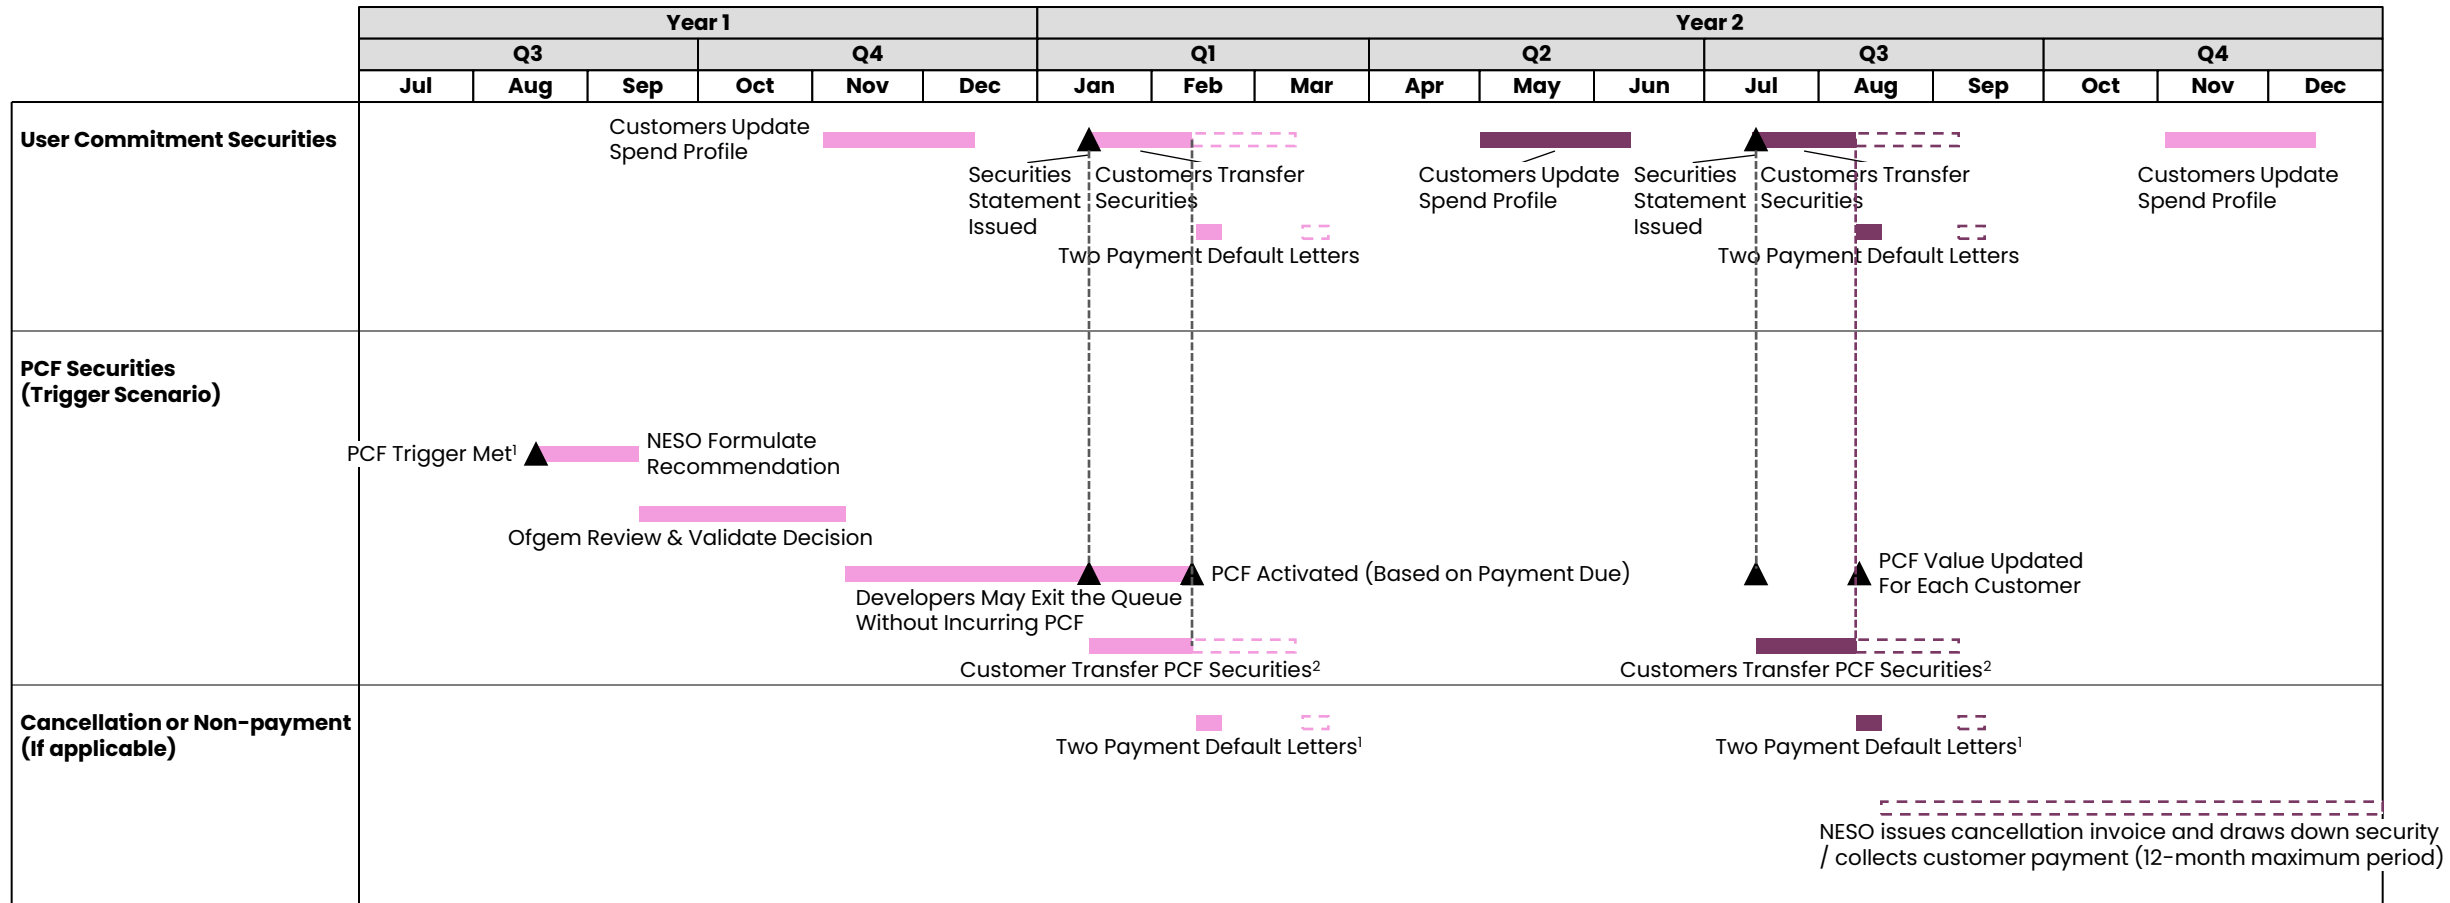 Year 1
Year 2
Q3
Q4
Q1
Q2
Q3
Q4
Jul
Aug
Sep
Oct
Nov
Dec
Jan
Feb
Mar
Apr
May
Jun
Jul
Aug
Sep
Oct
Nov
Dec
User Commitment Securities
Customers Update
Spend Profile
Securities
Statement
Issued
Customers Transfer
Securities
Two Payment Default Letters
Customers Update
Spend Profile
Securities
Statement
Issued
Customers Transfer
Securities
Two Payment Default Letters
Customers Update
Spend Profile
PCF Securities
(Trigger Scenario)
PCF Trigger Met¹
NESO Formulate
Recommendation
Ofgem Review & Validate Decision
Developers May Exit the Queue
Without Incurring PCF
PCF Activated (Based on Payment Due)
PCF Value Updated
For Each Customer
Customer Transfer PCF Securities²
Customers Transfer PCF Securities²
Cancellation or Non-payment
(If applicable)
Two Payment Default Letters¹
Two Payment Default Letters¹
NESO issues cancellation invoice and draws down security
/ collects customer payment (12-month maximum period)